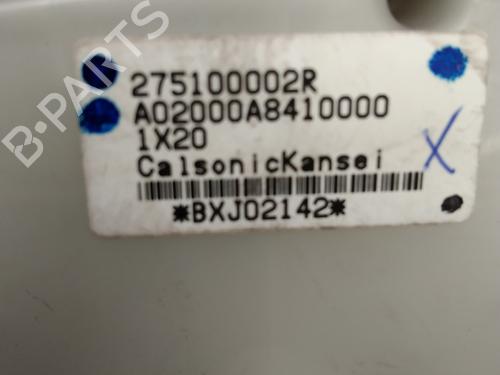 275100002R
A02000A8410000
1X20
CalsonicKansei
*BXJ02142*
X
B-PARTS